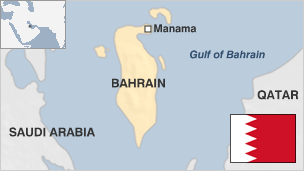 Manama
Gulf of Bahrain
BAHRAIN
QATAR
SAUDI ARABIA